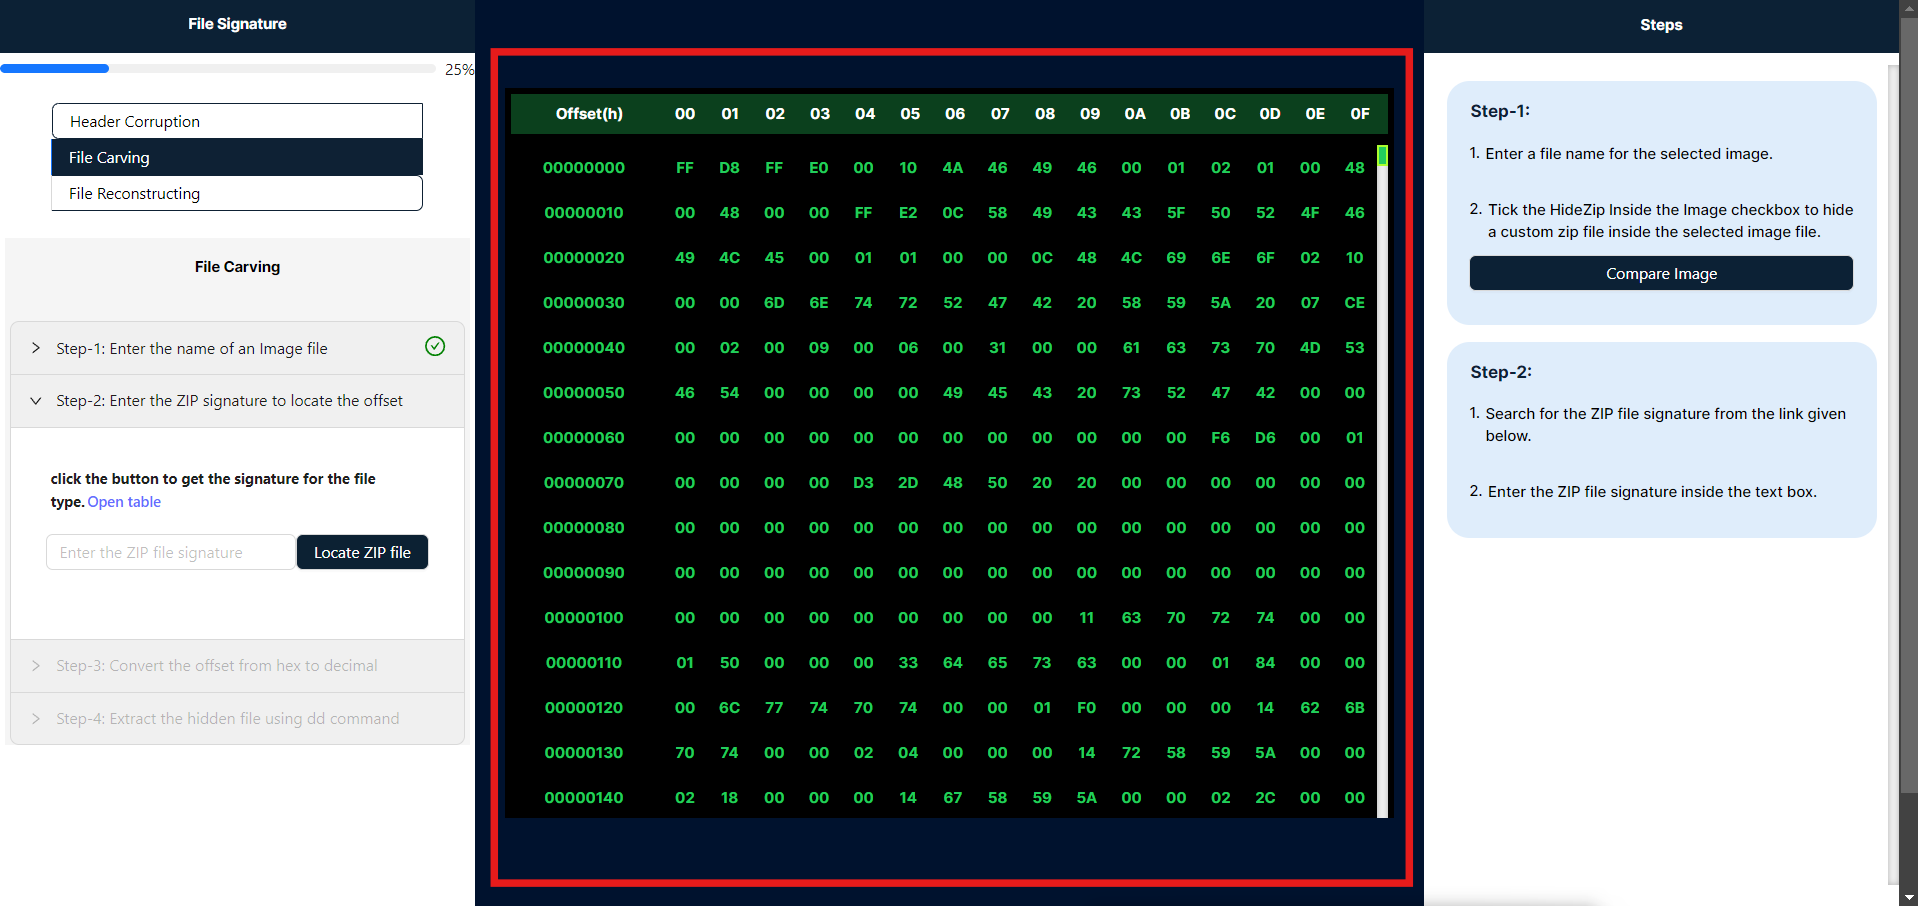 File Signature
25%
Header Corruption
File Carving
File Reconstructing
File Carving
Step-1: Enter the name of an Image file
Step-2: Enter the ZIP signature to locate the offset
click the button to get the signature for the file
type. Open table
Enter the ZIP file signature
Locate ZIP file
Step-3: Convert the offset from hex to decimal
Step-4: Extract the hidden file using dd command
Offset(h) 00 01 02 03 04 05 06 07 08 09 0A 0B 0C 0D 0E 0F
00000000 FF D8 FF E0 00 10 4A 46 49 46 00 01 02 01 00 48
00000010 00 48 00 00 FF E2 0C 58 49 43 43 5F 50 52 4F 46
00000020 49 4C 45 00 01 01 00 00 0C 48 4C 69 6E 6F 02 10
00000030 00 00 6D 6E 74 72 52 47 42 20 58 59 5A 20 07 CE
00000040 00 02 00 09 00 06 00 31 00 00 61 63 73 70 4D 53
00000050 46 54 00 00 00 00 49 45 43 20 73 52 47 42 00 00
00000060 00 00 00 00 00 00 00 00 00 00 00 00 F6 D6 00 01
00000070 00 00 00 00 D3 2D 48 50 20 20 00 00 00 00 00 00
00000080 00 00 00 00 00 00 00 00 00 00 00 00 00 00 00 00
00000090 00 00 00 00 00 00 00 00 00 00 00 00 00 00 00 00
00000100 00 00 00 00 00 00 00 00 00 11 63 70 72 74 00 00
00000110 01 50 00 00 00 33 64 65 73 63 00 00 01 84 00 00
00000120 00 6C 77 74 70 74 00 00 01 F0 00 00 00 14 62 6B
00000130 70 74 00 00 02 04 00 00 00 14 72 58 59 5A 00 00
00000140 02 18 00 00 00 14 67 58 59 5A 00 00 02 2C 00 00
Steps
Step-1:
1. Enter a file name for the selected image.
2. Tick the HideZip Inside the Image checkbox to hide
a custom zip file inside the selected image file.
Compare Image
Step-2:
1. Search for the ZIP file signature from the link given
below.
2. Enter the ZIP file signature inside the text box.